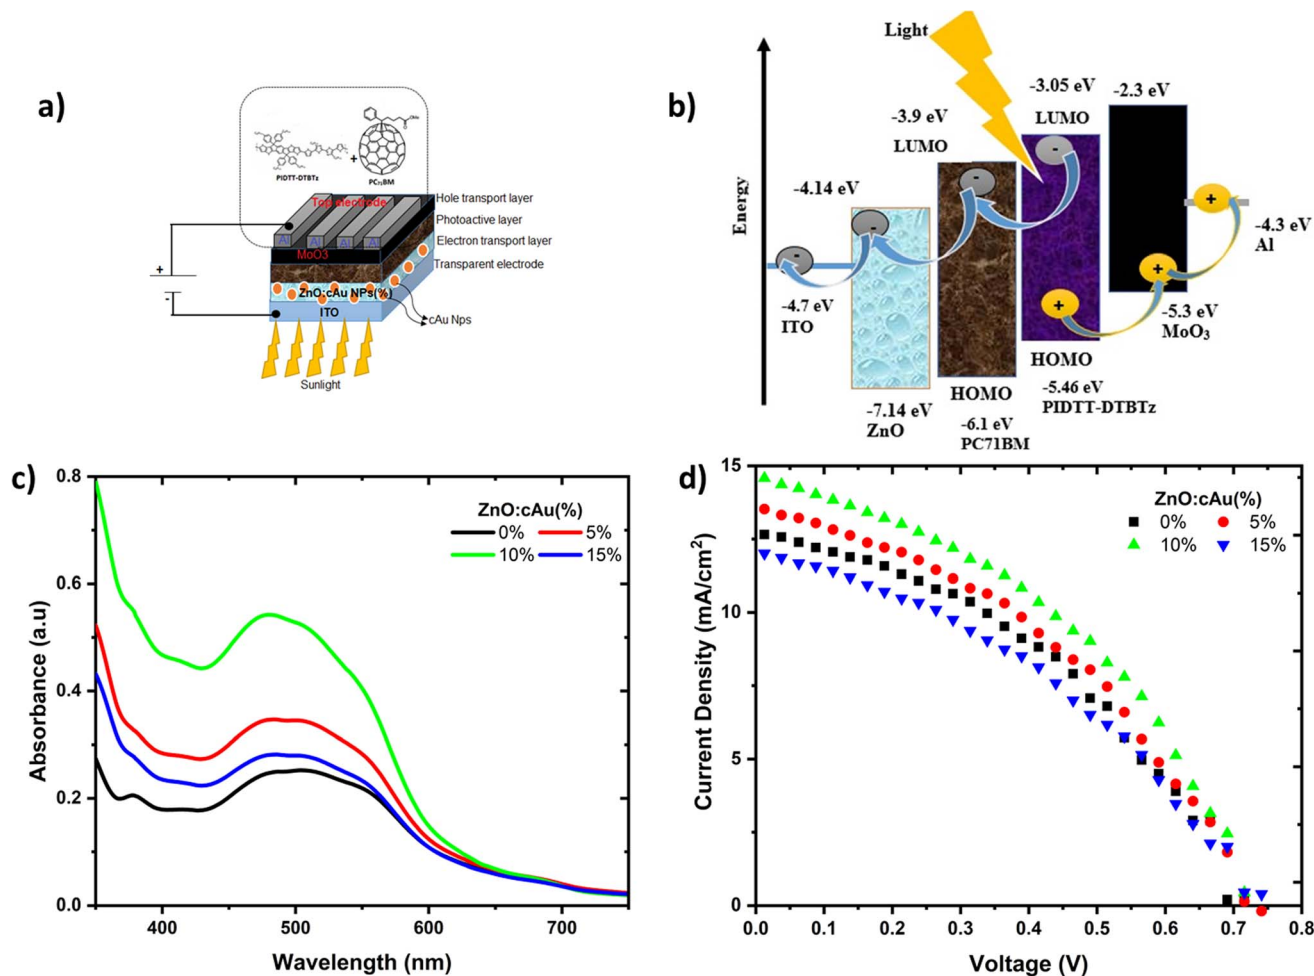 a)
PIDTT-DTBTz
+
PC₇₁BM
Top electrode
Hole transport layer
Photoactive layer
Electron transport layer
Transparent electrode
Al Al Al Al
MoO3
ZnO:cAu NPs(%)
ITO
cAu Nps
+
-
Sunlight
b)
Light
Energy
-4.7 eV
ITO
-4.14 eV
-7.14 eV
ZnO
-3.9 eV
LUMO
HOMO
-6.1 eV
PC71BM
-3.05 eV
LUMO
HOMO
-5.46 eV
PIDTT-DTBTz
-2.3 eV
-5.3 eV
MoO₃
-4.3 eV
Al
- - - -
+ + +
c)
ZnO:cAu(%)
0% 5%
10% 15%
Absorbance (a.u)
0.8
0.6
0.4
0.2
0.0
400 500 600 700
Wavelength (nm)
d)
ZnO:cAu(%)
0% 5%
10% 15%
Current Density (mA/cm²)
15
10
5
0
0.0 0.1 0.2 0.3 0.4 0.5 0.6 0.7 0.8
Voltage (V)